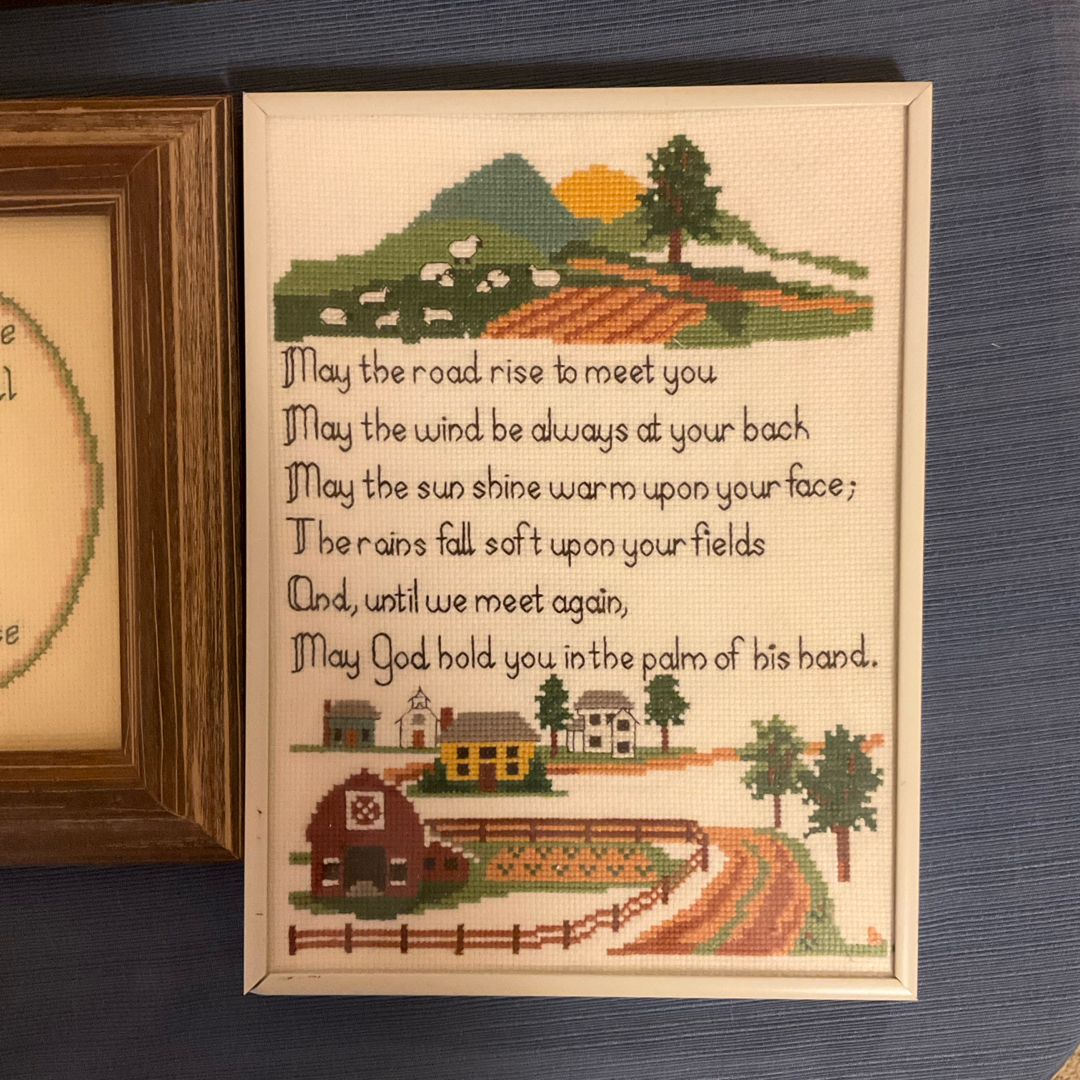 May the road rise to meet you
May the wind be always at your back
May the sun shine warm upon your face;
The rains fall soft upon your fields
And, until we meet again,
May God hold you in the palm of his hand.